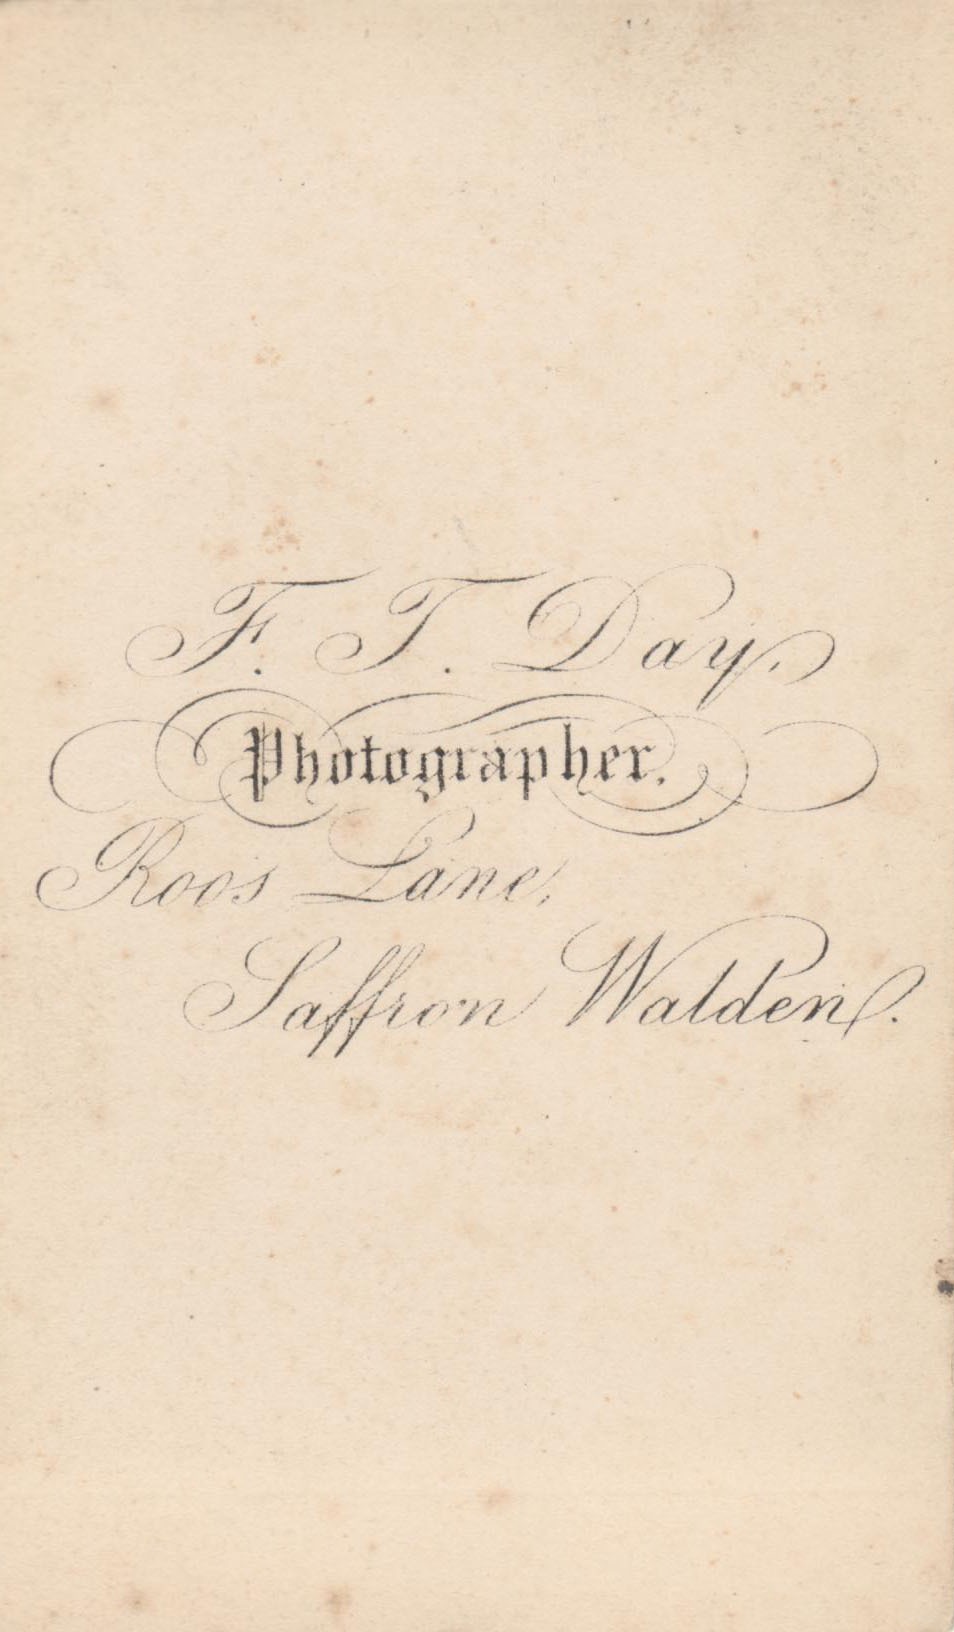 F. T. Day.
Photographer.
Roos Lane,
Saffron Walden.